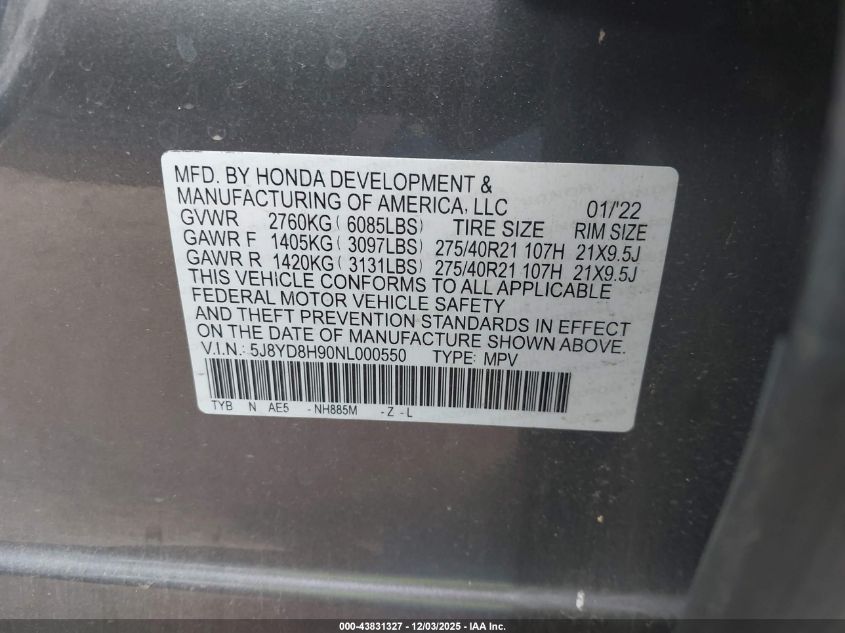 MFD. BY HONDA DEVELOPMENT &
MANUFACTURING OF AMERICA, LLC 01/'22
GVWR 2760KG ( 6085LBS) TIRE SIZE RIM SIZE
GAWR F 1405KG ( 3097LBS) 275/40R21 107H 21X9.5J
GAWR R 1420KG ( 3131LBS) 275/40R21 107H 21X9.5J
THIS VEHICLE CONFORMS TO ALL APPLICABLE
FEDERAL MOTOR VEHICLE SAFETY
AND THEFT PREVENTION STANDARDS IN EFFECT
ON THE DATE OF MANUFACTURE SHOWN ABOVE.
V.I.N.: 5J8YD8H90NL000550 TYPE: MPV
TYB N AE5 - NH885M - Z - L
000-43831327 - 12/03/2025 - IAA Inc.